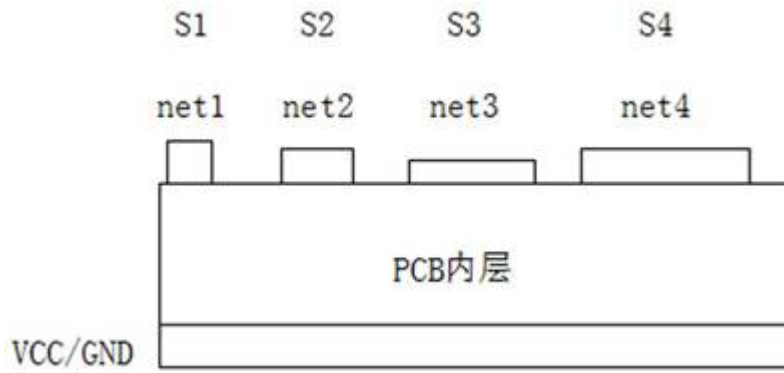 S1 S2 S3 S4
net1 net2 net3 net4
PCB内层
VCC/GND